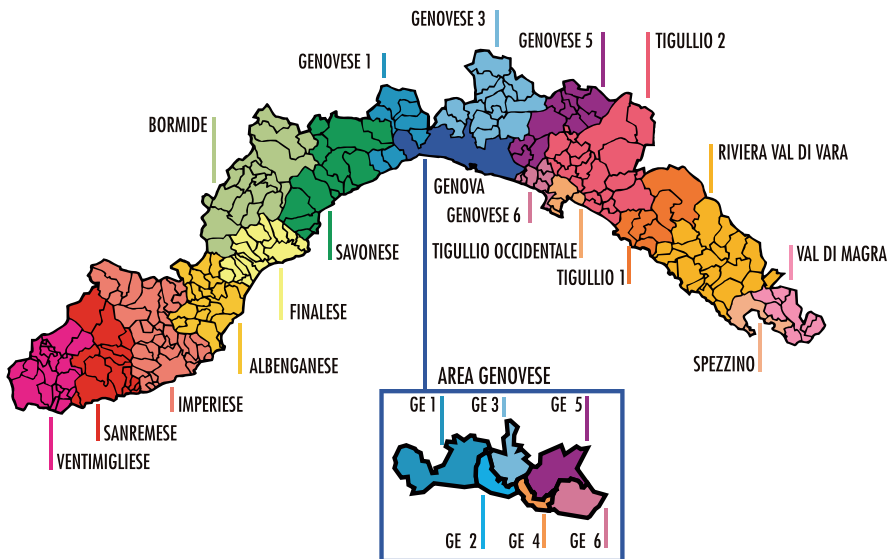 GENOVESE 3
GENOVESE 5
TIGULLIO 2
GENOVESE 1
BORMIDE
RIVIERA VAL DI VARA
GENOVA
GENOVESE 6
SAVONESE
TIGULLIO OCCIDENTALE
VAL DI MAGRA
TIGULLIO 1
FINALESE
ALBENGANESE
SPEZZINO
IMPERIESE
SANREMESE
VENTIMIGLIESE
AREA GENOVESE
GE 1
GE 3
GE 5
GE 2
GE 4
GE 6